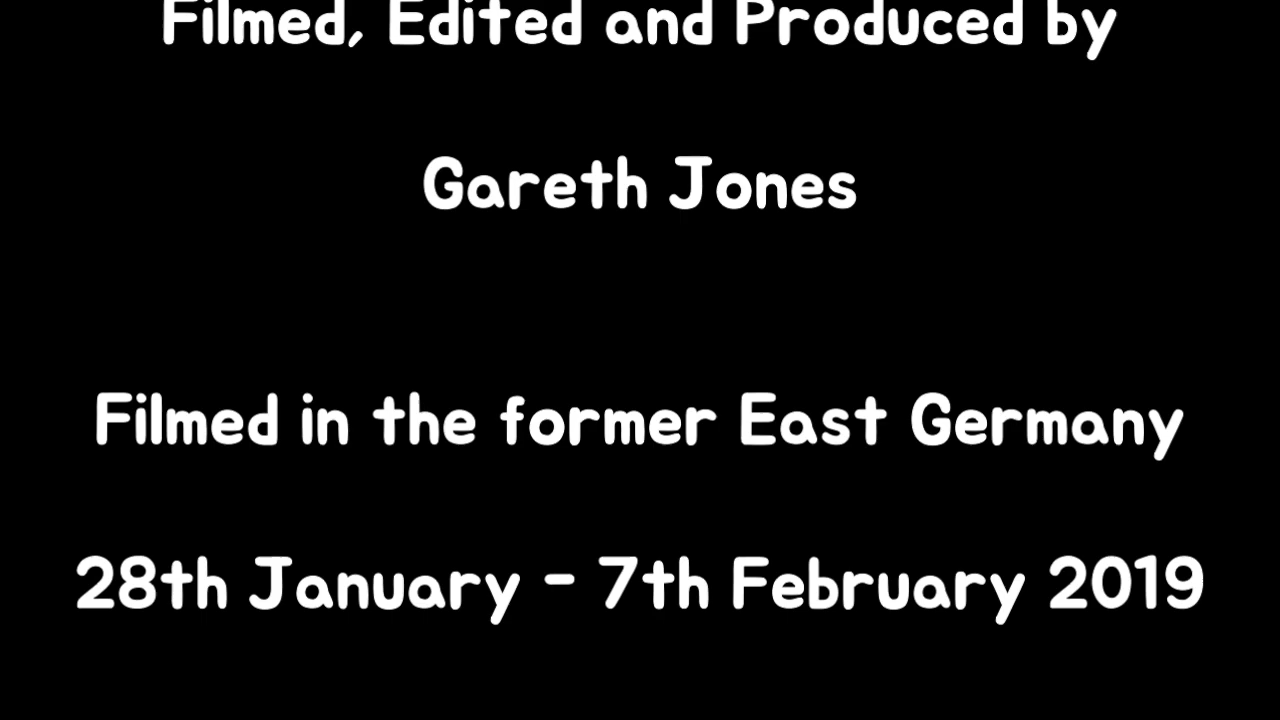 Filmed, Edited and Produced by
Gareth Jones
Filmed in the former East Germany
28th January - 7th February 2019